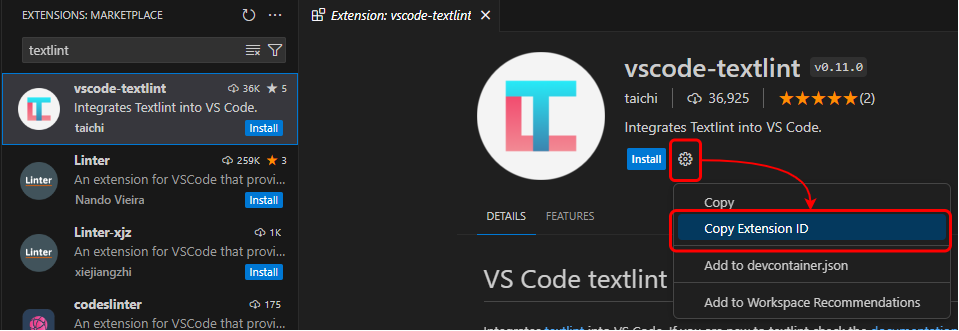 EXTENSIONS: MARKETPLACE
textlint
vscode-textlint 36K 5
Integrates Textlint into VS Code.
taichi Install
Linter 259K 3
An extension for VSCode that provi...
Nando Vieira Install
Linter-xjz 1K
An extension for VSCode that provi...
xiejiangzhi Install
codeslinter 175
An extension for VSCode that provi...
Extension: vscode-textlint
vscode-textlint v0.11.0
taichi 36,925 (2)
Integrates Textlint into VS Code.
Install
Copy
Copy Extension ID
Add to devcontainer.json
Add to Workspace Recommendations
DETAILS FEATURES
VS Code textlint
Integrates textlint into VS Code. If you are new to textlint check the documentation